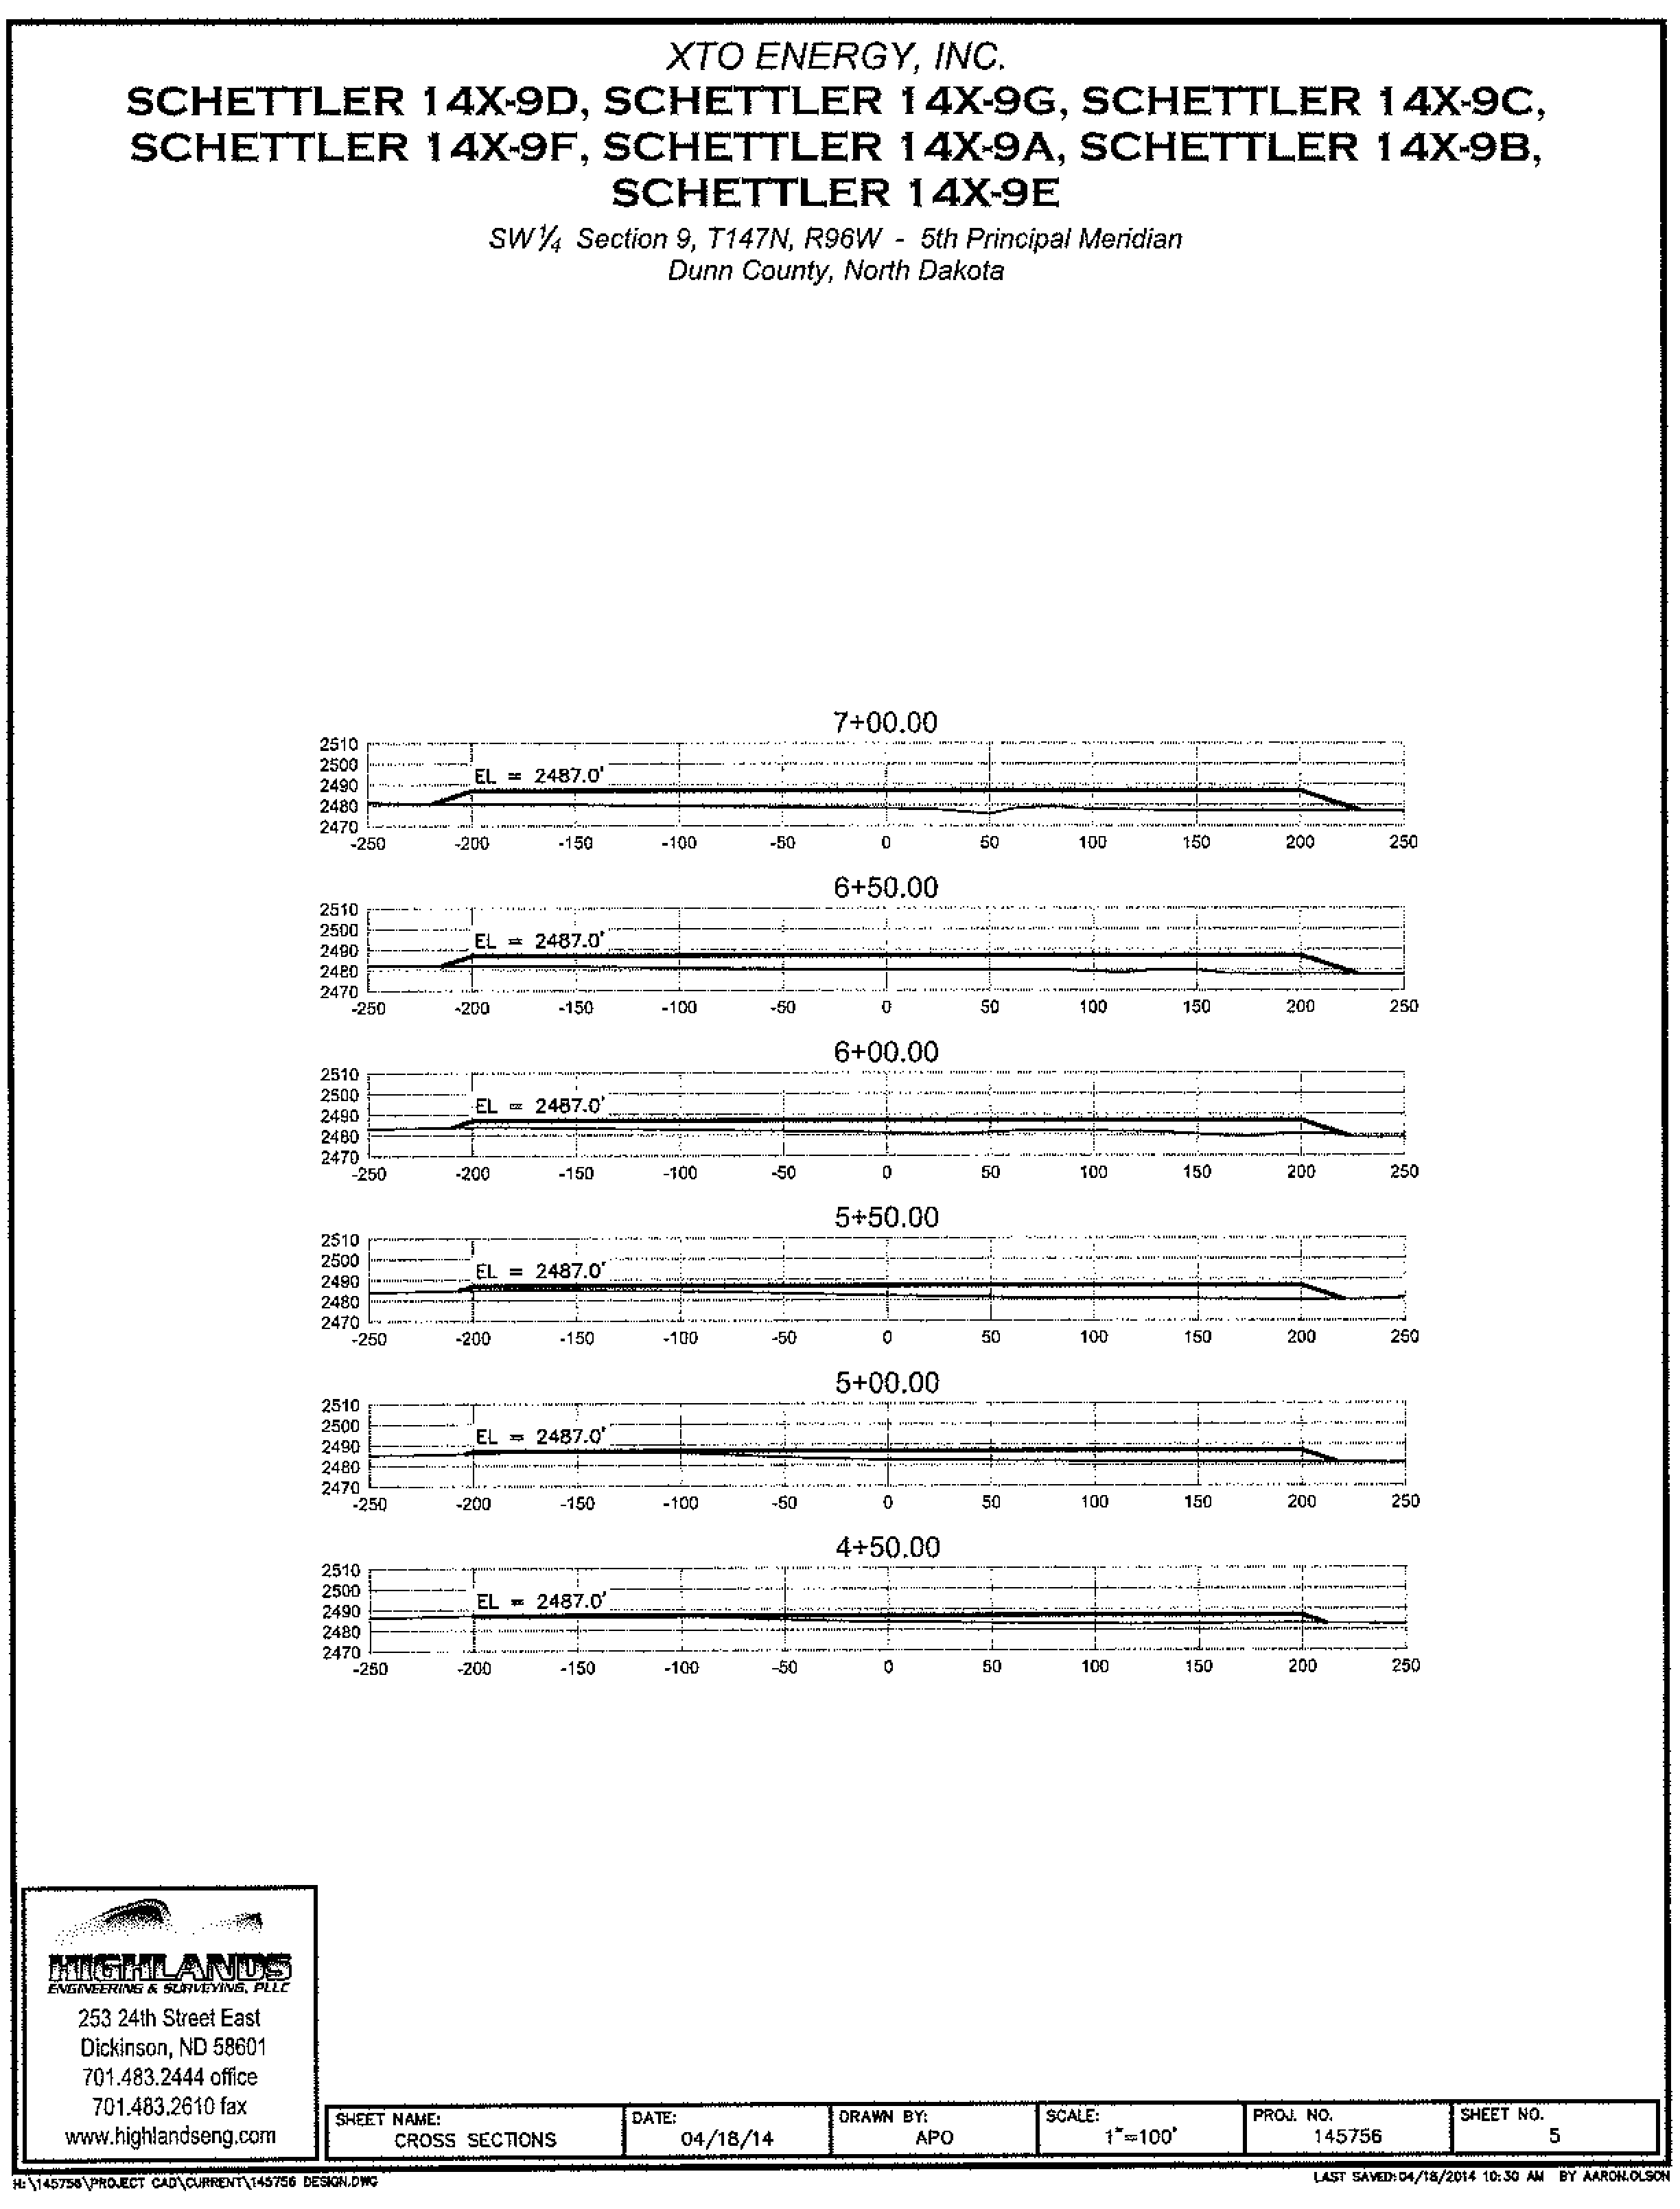 XTO ENERGY, INC.
SCHETTLER 14X-9D, SCHETTLER 14X-9G, SCHETTLER 14X-9C,
SCHETTLER 14X-9F, SCHETTLER 14X-9A, SCHETTLER 14X-9B,
SCHETTLER 14X-9E
SW¼ Section 9, T147N, R96W - 5th Principal Meridian
Dunn County, North Dakota
7+00.00
2510
2500
EL = 2487.0'
2490
2480
2470
-250 -200 -150 -100 -50 0 50 100 150 200 250
6+50.00
2510
2500
EL = 2487.0'
2490
2480
2470
-250 -200 -150 -100 -50 0 50 100 150 200 250
6+00.00
2510
2500
EL = 2487.0'
2490
2480
2470
-250 -200 -150 -100 -50 0 50 100 150 200 250
5+50.00
2510
2500
EL = 2487.0'
2490
2480
2470
-250 -200 -150 -100 -50 0 50 100 150 200 250
5+00.00
2510
2500
EL = 2487.0'
2490
2480
2470
-250 -200 -150 -100 -50 0 50 100 150 200 250
4+50.00
2510
2500
EL = 2487.0'
2490
2480
2470
-250 -200 -150 -100 -50 0 50 100 150 200 250
HIGHLANDS
ENGINEERING & SURVEYING, PLLC
253 24th Street East
Dickinson, ND 58601
701.483.2444 office
701.483.2610 fax
www.highlandseng.com
SHEET NAME:
CROSS SECTIONS
DATE:
04/18/14
DRAWN BY:
APO
SCALE:
1"=100'
PROJ. NO.
145756
SHEET NO.
5
H:\145756\PROJECT CAD\CURRENT\145756 DESIGN.DWG
LAST SAVED: 04/18/2014 10:30 AM BY AARON.OLSON